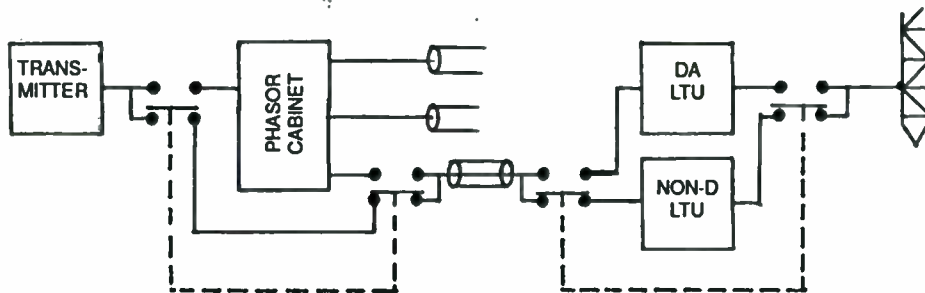 TRANS-
MITTER
PHASOR
CABINET
DA
LTU
NON-D
LTU